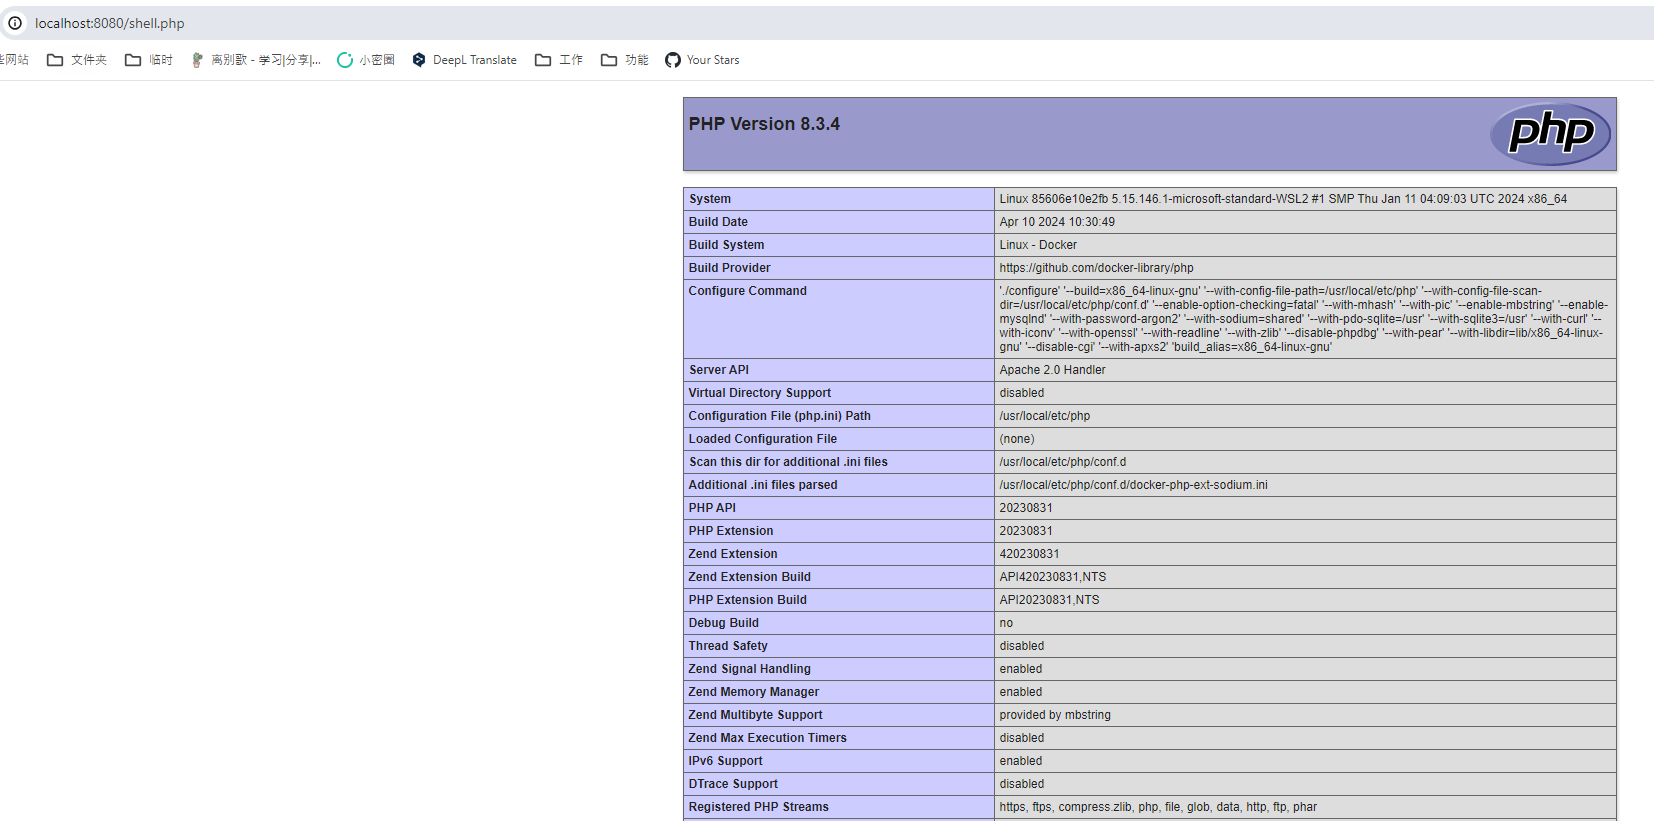 localhost:8080/shell.php
网站 文件夹 临时 离别歌 - 学习|分享|... 小密圈 DeepL Translate 工作 功能 Your Stars
PHP Version 8.3.4
php
System Linux 85606e10e2fb 5.15.146.1-microsoft-standard-WSL2 #1 SMP Thu Jan 11 04:09:03 UTC 2024 x86_64
Build Date Apr 10 2024 10:30:49
Build System Linux - Docker
Build Provider https://github.com/docker-library/php
Configure Command './configure' '--build=x86_64-linux-gnu' '--with-config-file-path=/usr/local/etc/php' '--with-config-file-scan-
dir=/usr/local/etc/php/conf.d' '--enable-option-checking=fatal' '--with-mhash' '--with-pic' '--enable-mbstring' '--enable-
mysqlnd' '--with-password-argon2' '--with-sodium=shared' '--with-pdo-sqlite=/usr' '--with-sqlite3=/usr' '--with-curl' '--
with-iconv' '--with-openssl' '--with-readline' '--with-zlib' '--disable-phpdbg' '--with-pear' '--with-libdir=lib/x86_64-linux-
gnu' '--disable-cgi' '--with-apxs2' 'build_alias=x86_64-linux-gnu'
Server API Apache 2.0 Handler
Virtual Directory Support disabled
Configuration File (php.ini) Path /usr/local/etc/php
Loaded Configuration File (none)
Scan this dir for additional .ini files /usr/local/etc/php/conf.d
Additional .ini files parsed /usr/local/etc/php/conf.d/docker-php-ext-sodium.ini
PHP API 20230831
PHP Extension 20230831
Zend Extension 420230831
Zend Extension Build API420230831,NTS
PHP Extension Build API20230831,NTS
Debug Build no
Thread Safety disabled
Zend Signal Handling enabled
Zend Memory Manager enabled
Zend Multibyte Support provided by mbstring
Zend Max Execution Timers disabled
IPv6 Support enabled
DTrace Support disabled
Registered PHP Streams https, ftps, compress.zlib, php, file, glob, data, http, ftp, phar